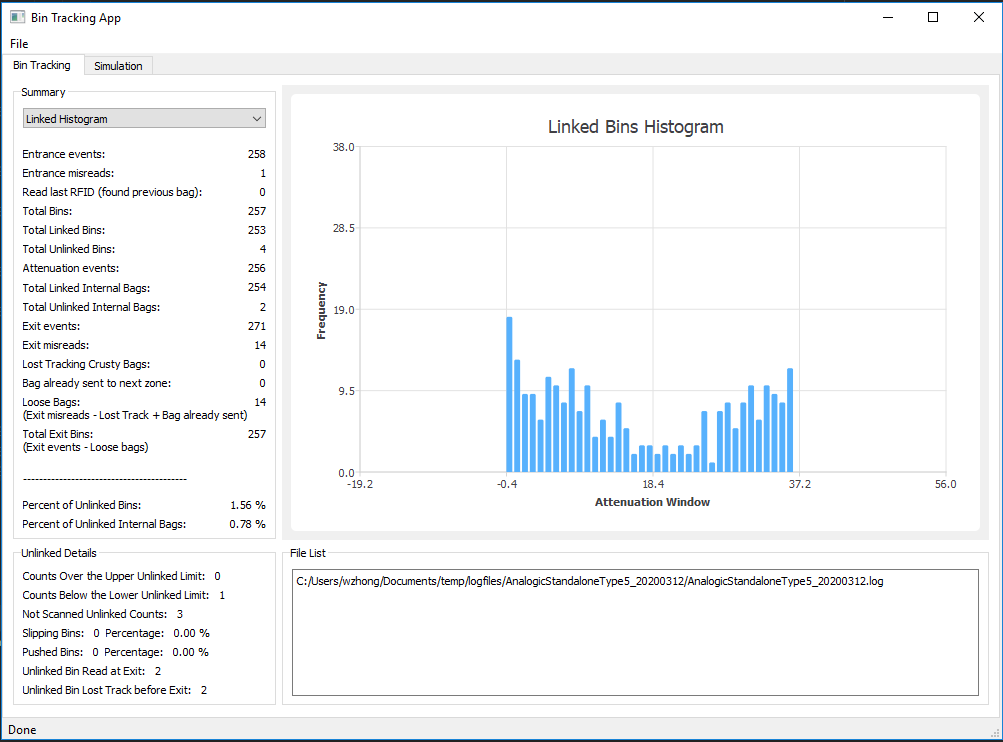 Bin Tracking App
File
Bin Tracking
Simulation
Summary
Linked Histogram
Entrance events: 258
Entrance misreads: 1
Read last RFID (found previous bag): 0
Total Bins: 257
Total Linked Bins: 253
Total Unlinked Bins: 4
Attenuation events: 256
Total Linked Internal Bags: 254
Total Unlinked Internal Bags: 2
Exit events: 271
Exit misreads: 14
Lost Tracking Crusty Bags: 0
Bag already sent to next zone: 0
Loose Bags: 14
(Exit misreads - Lost Track + Bag already sent)
Total Exit Bins: 257
(Exit events - Loose bags)
-----------------------------------------
Percent of Unlinked Bins: 1.56 %
Percent of Unlinked Internal Bags: 0.78 %
Linked Bins Histogram
38.0
28.5
19.0
9.5
0.0
Frequency
-19.2 -0.4 18.4 37.2 56.0
Attenuation Window
Unlinked Details
Counts Over the Upper Unlinked Limit: 0
Counts Below the Lower Unlinked Limit: 1
Not Scanned Unlinked Counts: 3
Slipping Bins: 0 Percentage: 0.00 %
Pushed Bins: 0 Percentage: 0.00 %
Unlinked Bin Read at Exit: 2
Unlinked Bin Lost Track before Exit: 2
File List
C:/Users/wzhong/Documents/temp/logfiles/AnalogicStandaloneType5_20200312/AnalogicStandaloneType5_20200312.log
Done